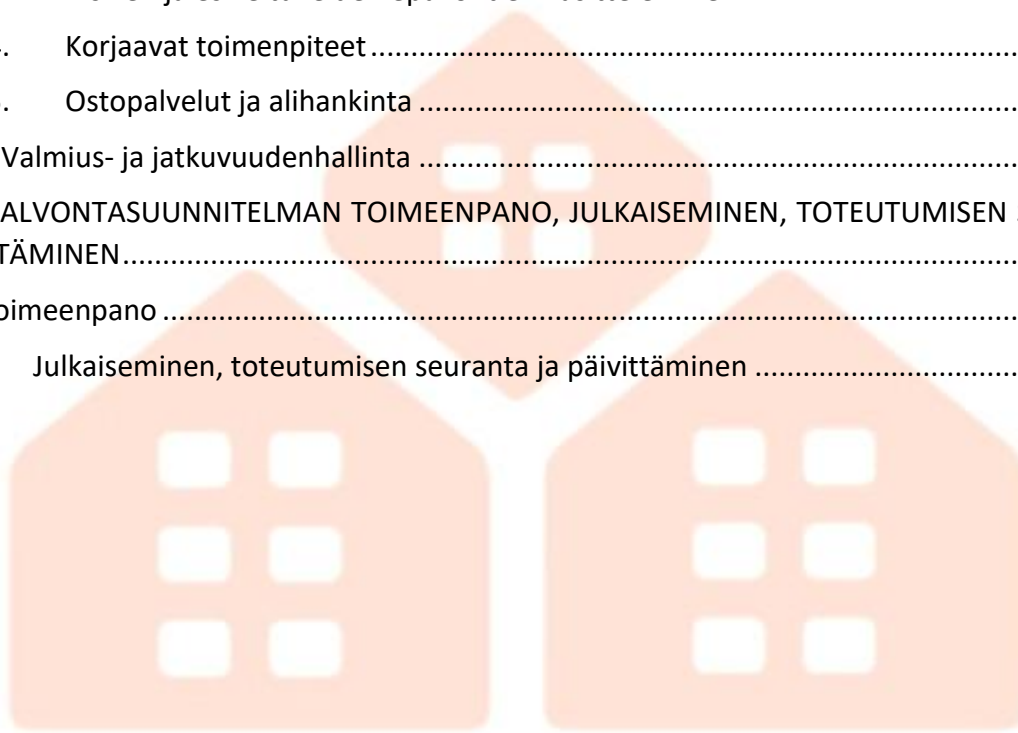 Korjaavat toimenpiteet ........................................................................
Ostopalvelut ja alihankinta ........................................................................
Valmius- ja jatkuvuudenhallinta ........................................................................
ALVONTASUUNNITELMAN TOIMEENPANO, JULKAISEMINEN, TOTEUTUMISEN
TÄMINEN ........................................................................
oimeenpano ........................................................................
Julkaiseminen, toteutumisen seuranta ja päivittäminen ........................................